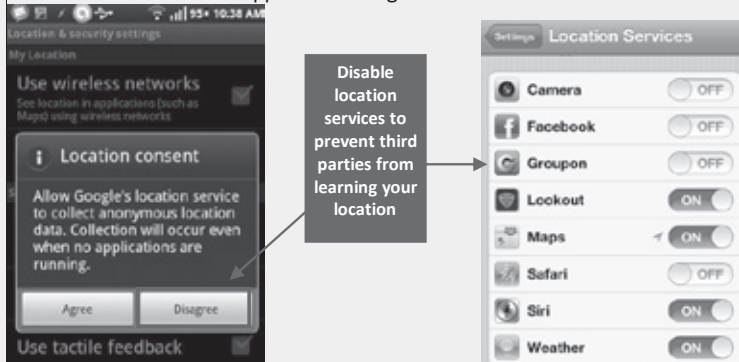 95 10:38 AM
Location & security settings
My Location
Use wireless networks
See location in applications (such as
Maps) using wireless networks
Location consent
Allow Google's location service
to collect anonymous location
data. Collection will occur even
when no applications are
running.
Agree
Disagree
Use tactile feedback
Disable
location
services to
prevent third
parties from
learning your
location
Settings
Location Services
Camera OFF
Facebook OFF
Groupon OFF
Lookout ON
Maps ON
Safari OFF
Siri ON
Weather ON